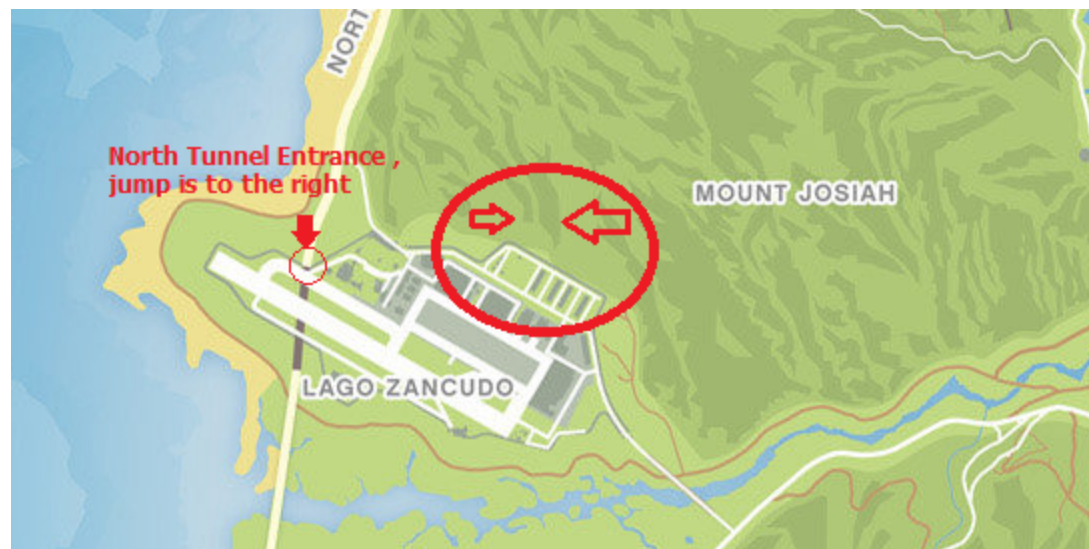 NORT
North Tunnel Entrance ,
jump is to the right
MOUNT JOSIAH
LAGO ZANCUDO